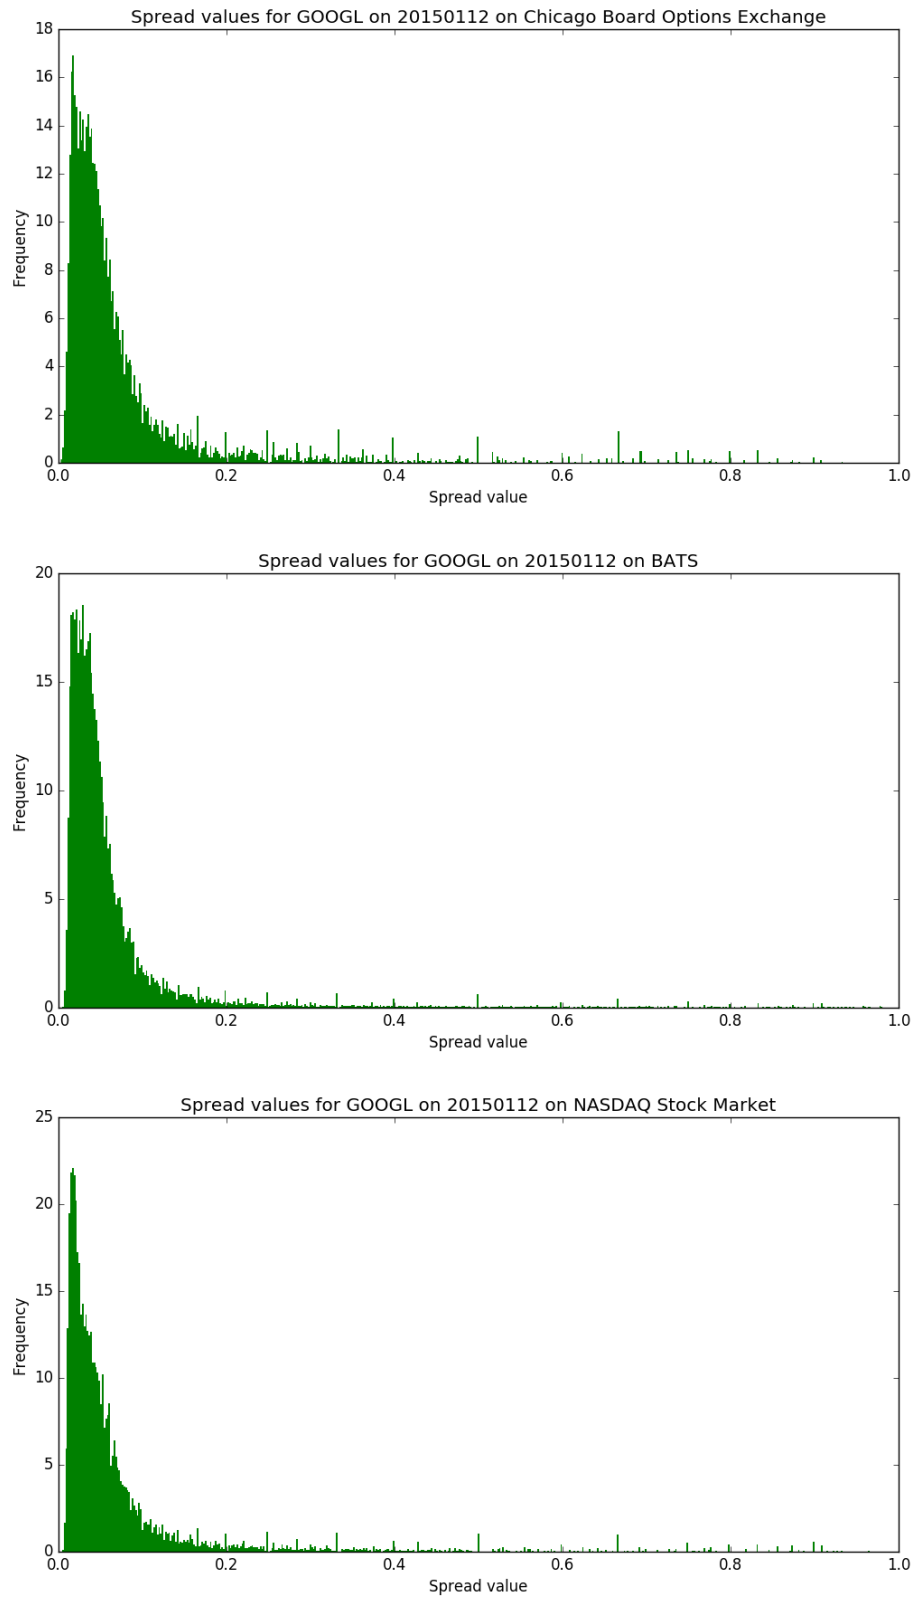 Spread values for GOOGL on 20150112 on Chicago Board Options Exchange
18
16
14
12
10
8
6
4
2
0
Frequency
0.0 0.2 0.4 0.6 0.8 1.0
Spread value
Spread values for GOOGL on 20150112 on BATS
20
15
10
5
0
Frequency
0.0 0.2 0.4 0.6 0.8 1.0
Spread value
Spread values for GOOGL on 20150112 on NASDAQ Stock Market
25
20
15
10
5
0
Frequency
0.0 0.2 0.4 0.6 0.8 1.0
Spread value